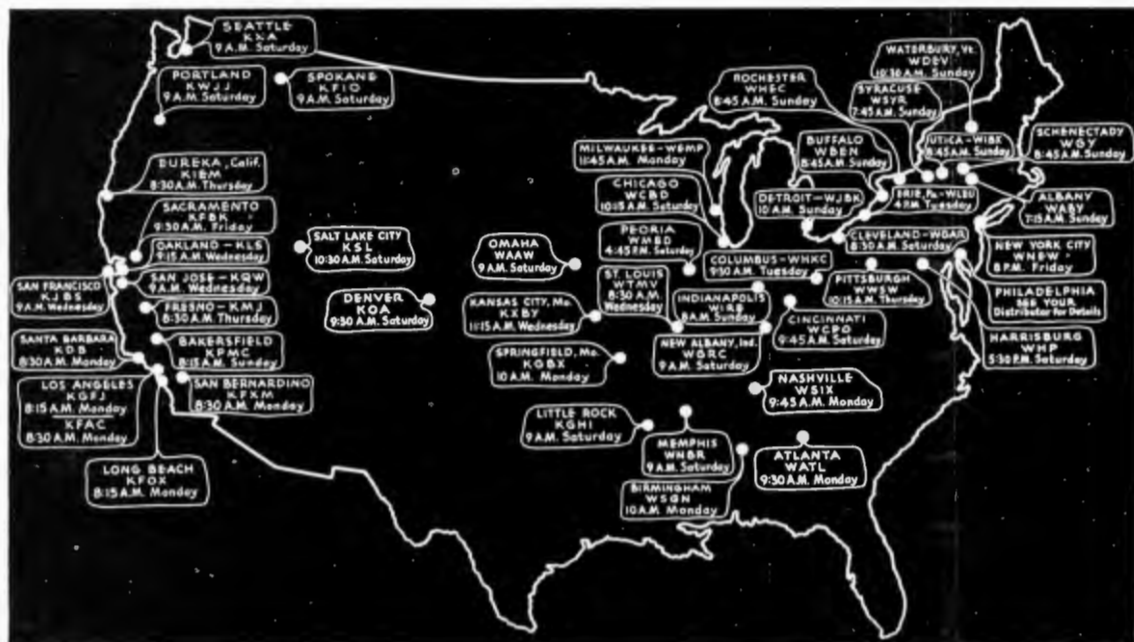 SEATTLE
KXA
9 A.M. Saturday
PORTLAND
KWJJ
9 A.M. Saturday
SPOKANE
KFIO
9 A.M. Saturday
EUREKA, Calif.
KIEM
8:30 A.M. Thursday
SACRAMENTO
KFBK
9:30 A.M. Friday
OAKLAND - KLS
9:15 A.M. Wednesday
SAN FRANCISCO
KJBS
9 A.M. Wednesday
SAN JOSE - KQW
9 A.M. Wednesday
FRESNO - KMJ
8:30 A.M. Thursday
SANTA BARBARA
KDB
8:30 A.M. Monday
BAKERSFIELD
KPMC
8:15 A.M. Sunday
LOS ANGELES
KGFJ
8:15 A.M. Monday
KFAC
8:30 A.M. Monday
SAN BERNARDINO
KFXM
8:30 A.M. Monday
LONG BEACH
KFOX
8:15 A.M. Monday
SALT LAKE CITY
KSL
10:30 A.M. Saturday
DENVER
KOA
9:30 A.M. Saturday
OMAHA
WAAW
9 A.M. Saturday
KANSAS CITY, Mo.
KXBY
11:15 A.M. Wednesday
SPRINGFIELD, Mo.
KGBX
10 A.M. Monday
LITTLE ROCK
KGHI
9 A.M. Saturday
MILWAUKEE - WEMP
11:45 A.M. Monday
CHICAGO
WCBD
10:15 A.M. Saturday
PEORIA
WMBD
4:45 P.M. Saturday
ST. LOUIS
WTMV
8:30 A.M.
Wednesday
INDIANAPOLIS
WIRE
8 A.M. Sunday
NEW ALBANY, Ind.
WGRC
9 A.M. Saturday
MEMPHIS
WNBR
9 A.M. Saturday
BIRMINGHAM
WSGN
10 A.M. Monday
NASHVILLE
WSIX
9:45 A.M. Monday
ATLANTA
WATL
9:30 A.M. Monday
ROCHESTER
WHEC
8:45 A.M. Sunday
WATERBURY, Vt.
WDEV
10:30 A.M. Sunday
SYRACUSE
WSYR
7:45 A.M. Sunday
BUFFALO
WBEN
8:45 A.M. Sunday
UTICA - WIBX
8:45 A.M. Sunday
SCHENECTADY
WGY
8:45 A.M. Sunday
DETROIT - WJBK
10 A.M. Sunday
ERIE, Pa. - WLEU
4 P.M. Tuesday
ALBANY
WABY
7:15 A.M. Sunday
CLEVELAND - WGAR
8:30 A.M. Saturday
COLUMBUS - WHKC
9:30 A.M. Tuesday
PITTSBURGH
WWSW
10:15 A.M. Thursday
CINCINNATI
WCPO
9:45 A.M. Saturday
NEW YORK CITY
WNEW
8 P.M. Friday
PHILADELPHIA
SEE YOUR
Distributor for Details
HARRISBURG
WHP
5:30 P.M. Saturday